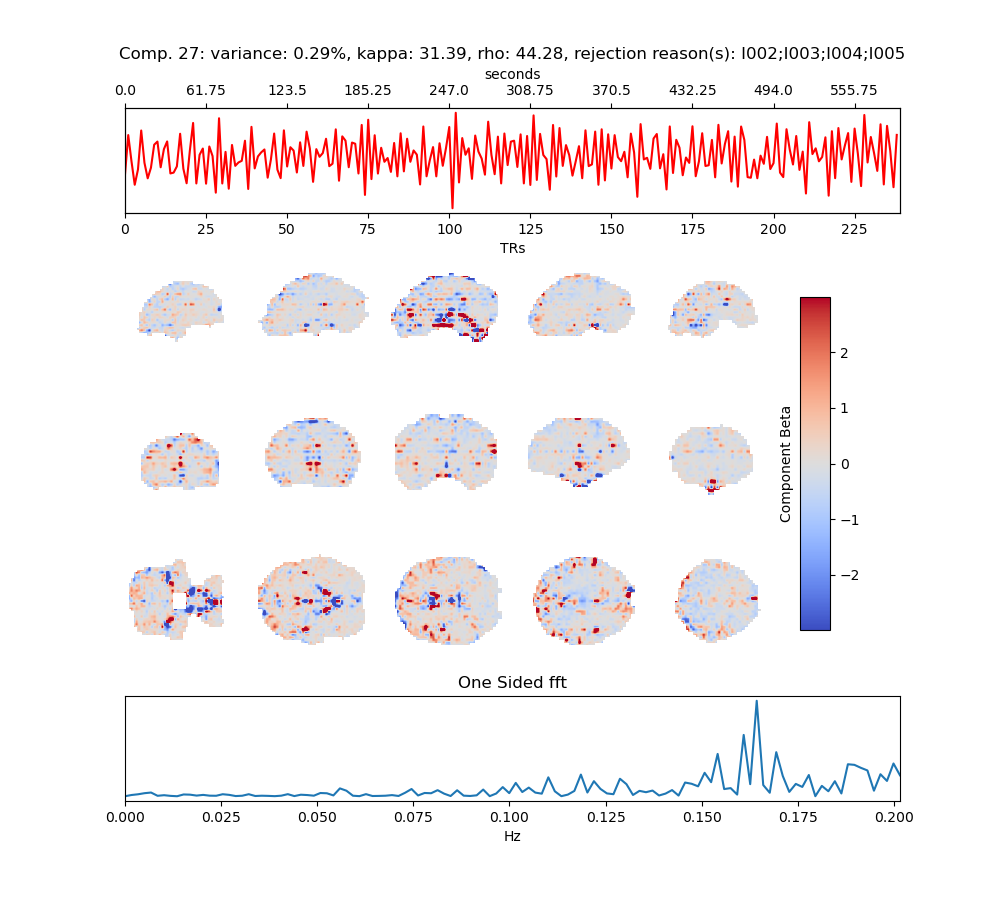 Comp. 27: variance: 0.29%, kappa: 31.39, rho: 44.28, rejection reason(s): I002;I003;I004;I005
seconds
0.0 61.75 123.5 185.25 247.0 308.75 370.5 432.25 494.0 555.75
0 25 50 75 100 125 150 175 200 225
TRs
2
1
0
−1
−2
Component Beta
One Sided fft
0.000 0.025 0.050 0.075 0.100 0.125 0.150 0.175 0.200
Hz